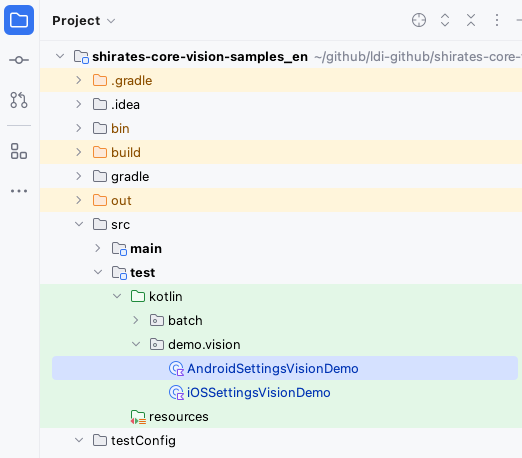 Project
shirates-core-vision-samples_en ~/github/ldi-github/shirates-core-
.gradle
.idea
bin
build
gradle
out
src
main
test
kotlin
batch
demo.vision
AndroidSettingsVisionDemo
iOSSettingsVisionDemo
resources
testConfig